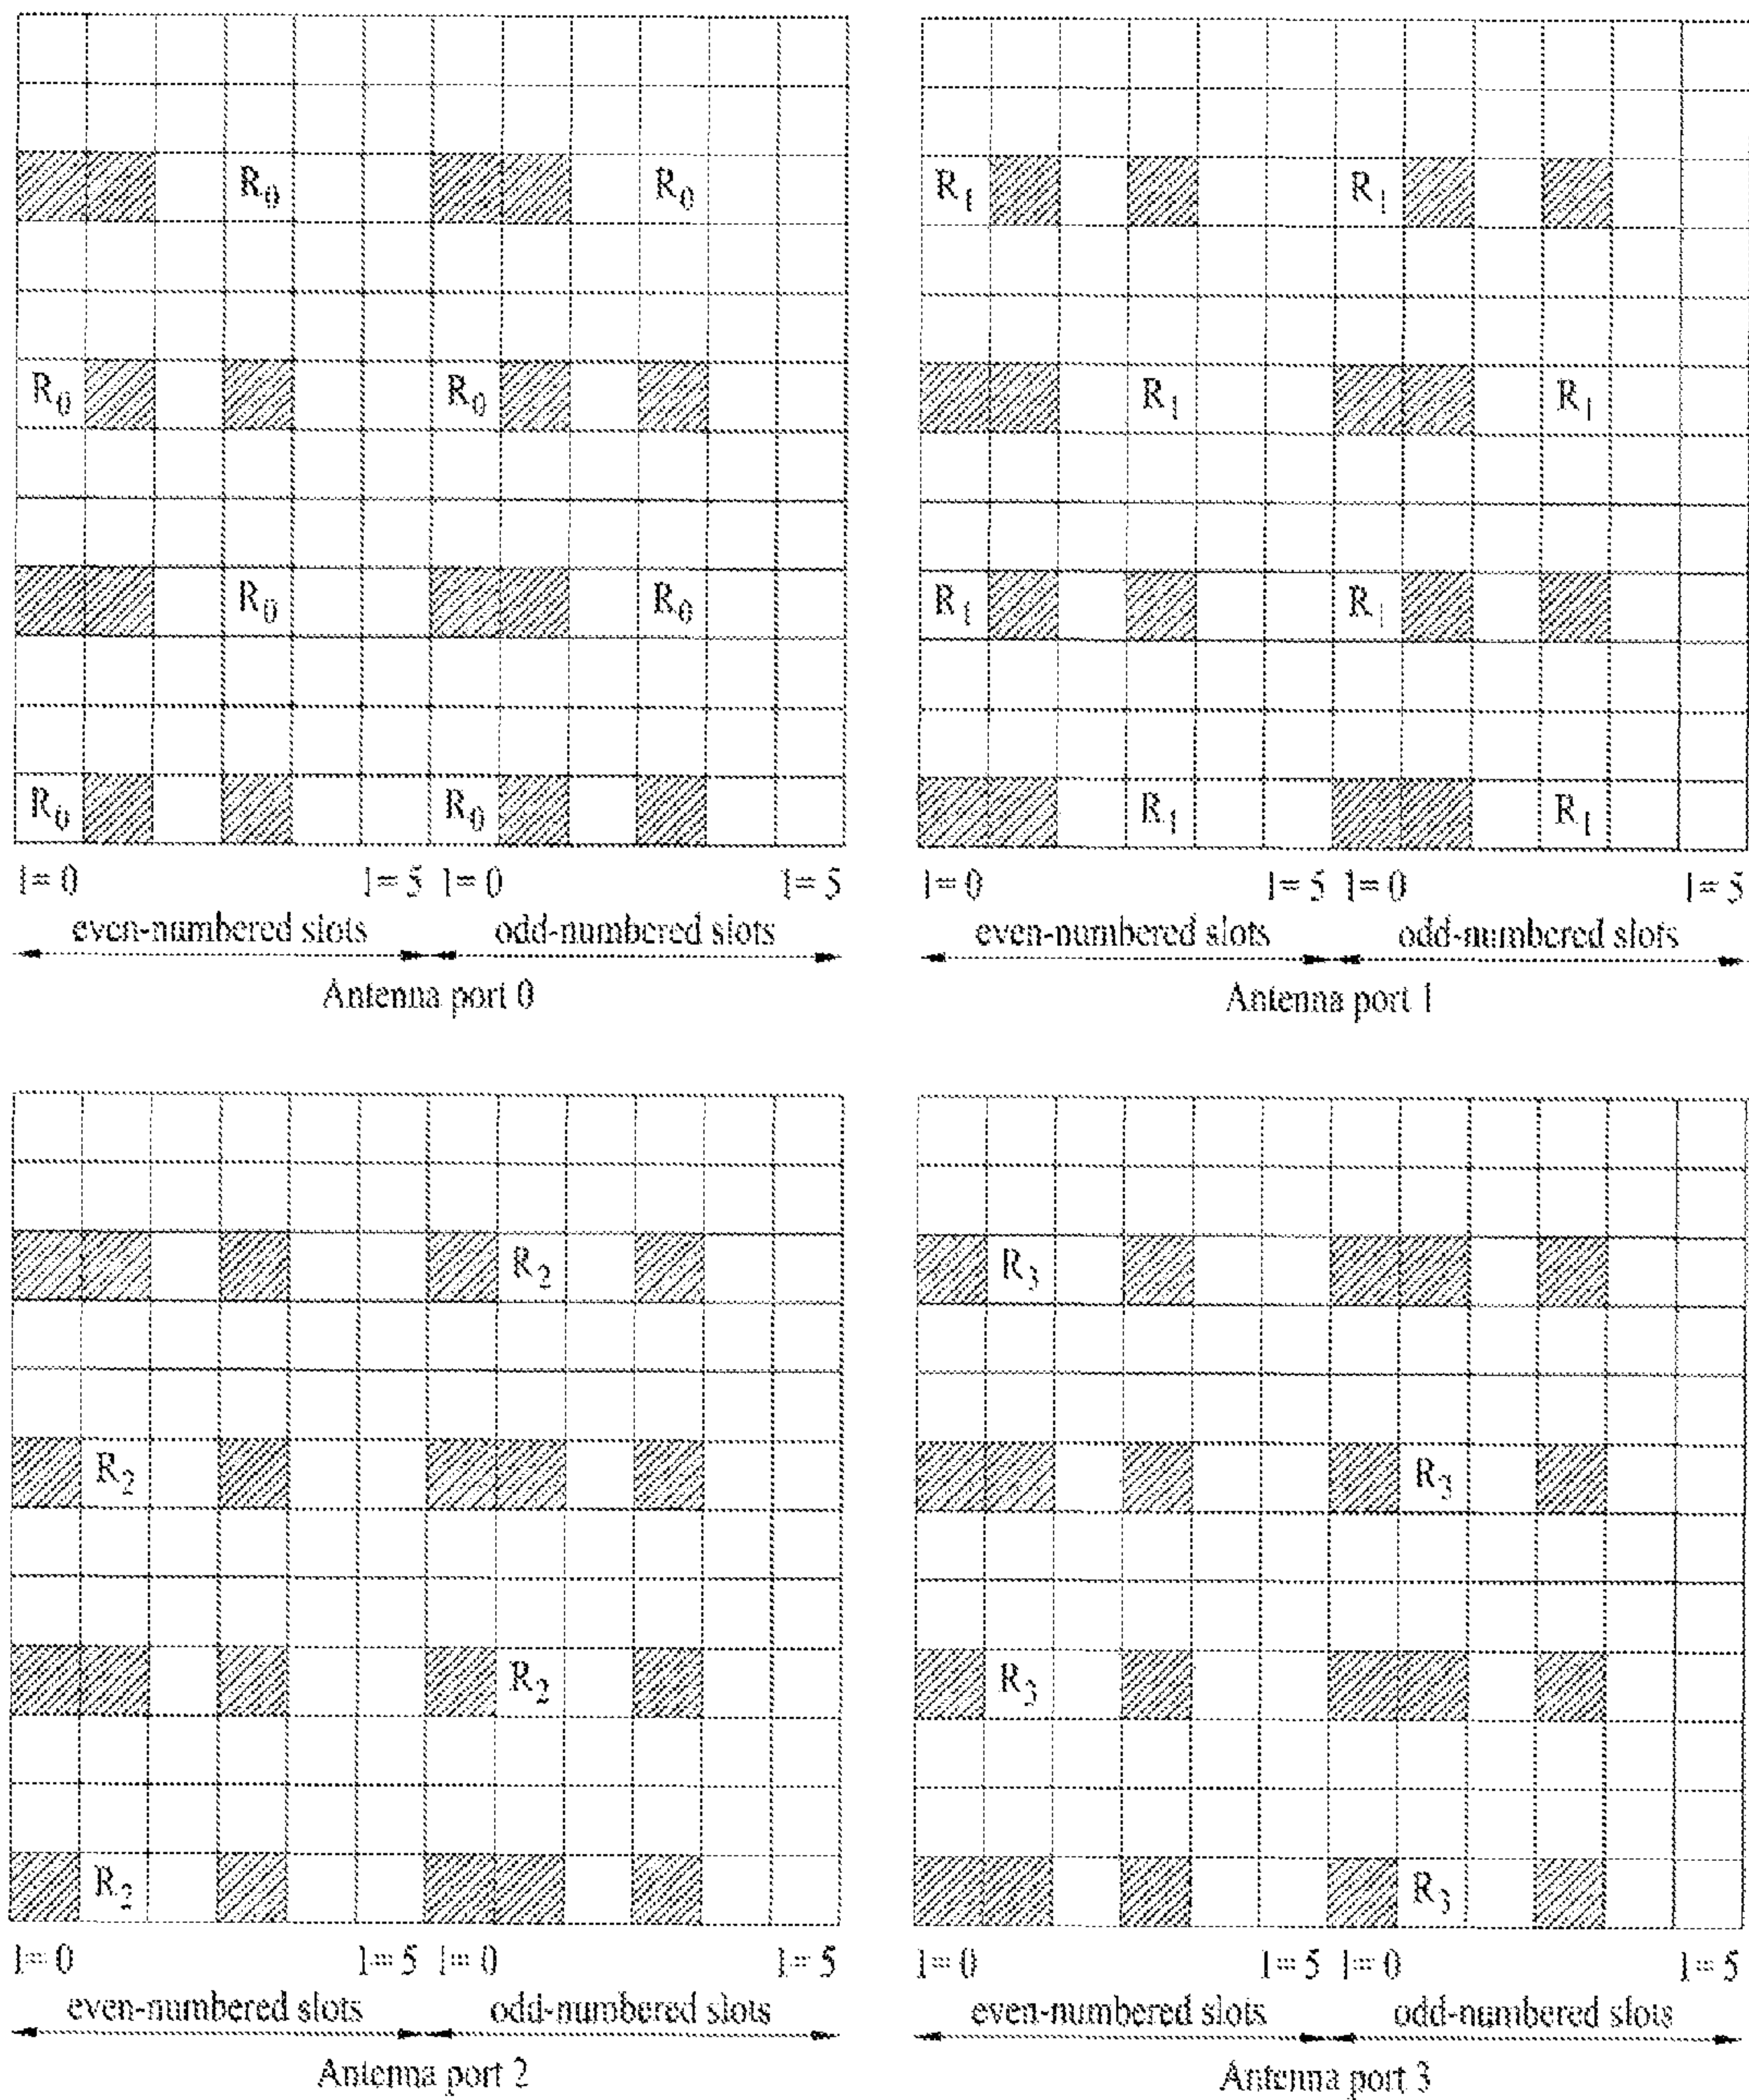 R0 R0 R1 R1
R0 R0 R1 R1
R0 R0 R1 R1
R0 R0 R1 R1
l=0 l=5 l=0 l=5 l=0 l=5 l=0 l=5
even-numbered slots odd-numbered slots even-numbered slots odd-numbered slots
Antenna port 0 Antenna port 1
R2 R3
R2 R3
R2 R3
R2 R3
l=0 l=5 l=0 l=5 l=0 l=5 l=0 l=5
even-numbered slots odd-numbered slots even-numbered slots odd-numbered slots
Antenna port 2 Antenna port 3